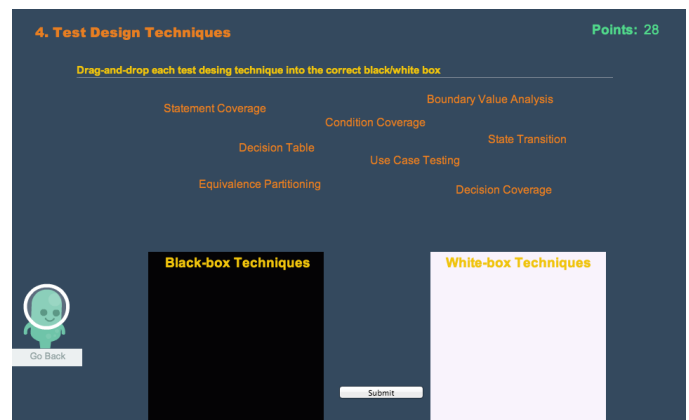 4. Test Design Techniques
Points: 28
Drag-and-drop each test desing technique into the correct black/white box
Boundary Value Analysis
Statement Coverage
Condition Coverage
State Transition
Decision Table
Use Case Testing
Equivalence Partitioning
Decision Coverage
Black-box Techniques
White-box Techniques
Go Back
Submit